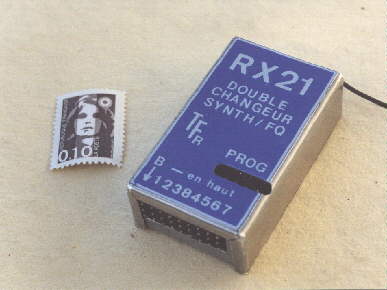 RX21
DOUBLE
CHANGEUR
SYNTH/FQ
TFR
PROG
B — en haut
↓12384567
0,10